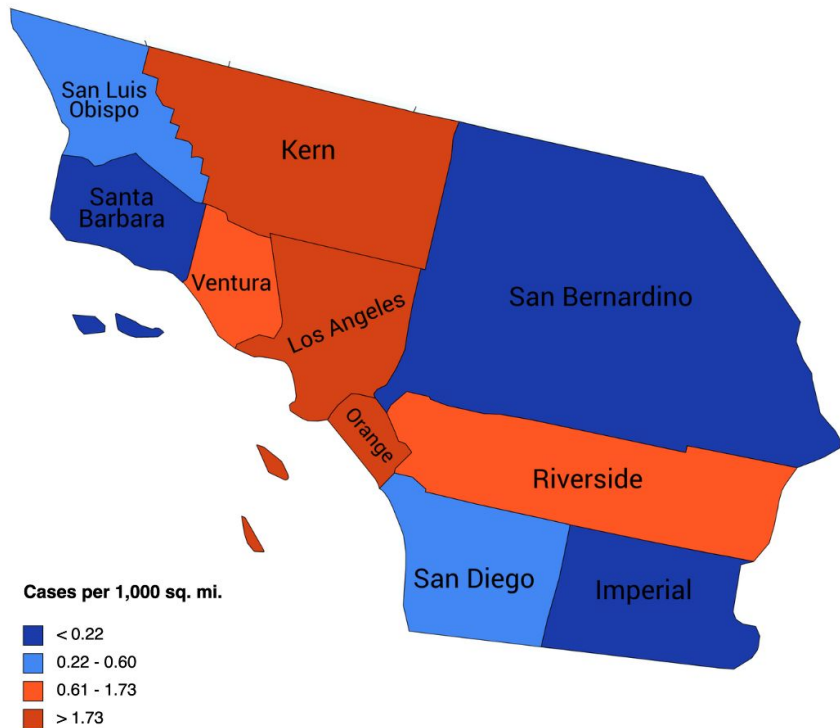 San Luis
Obispo
Kern
Santa
Barbara
Ventura
Los Angeles
San Bernardino
Orange
Riverside
San Diego
Imperial
Cases per 1,000 sq. mi.
< 0.22
0.22 - 0.60
0.61 - 1.73
> 1.73